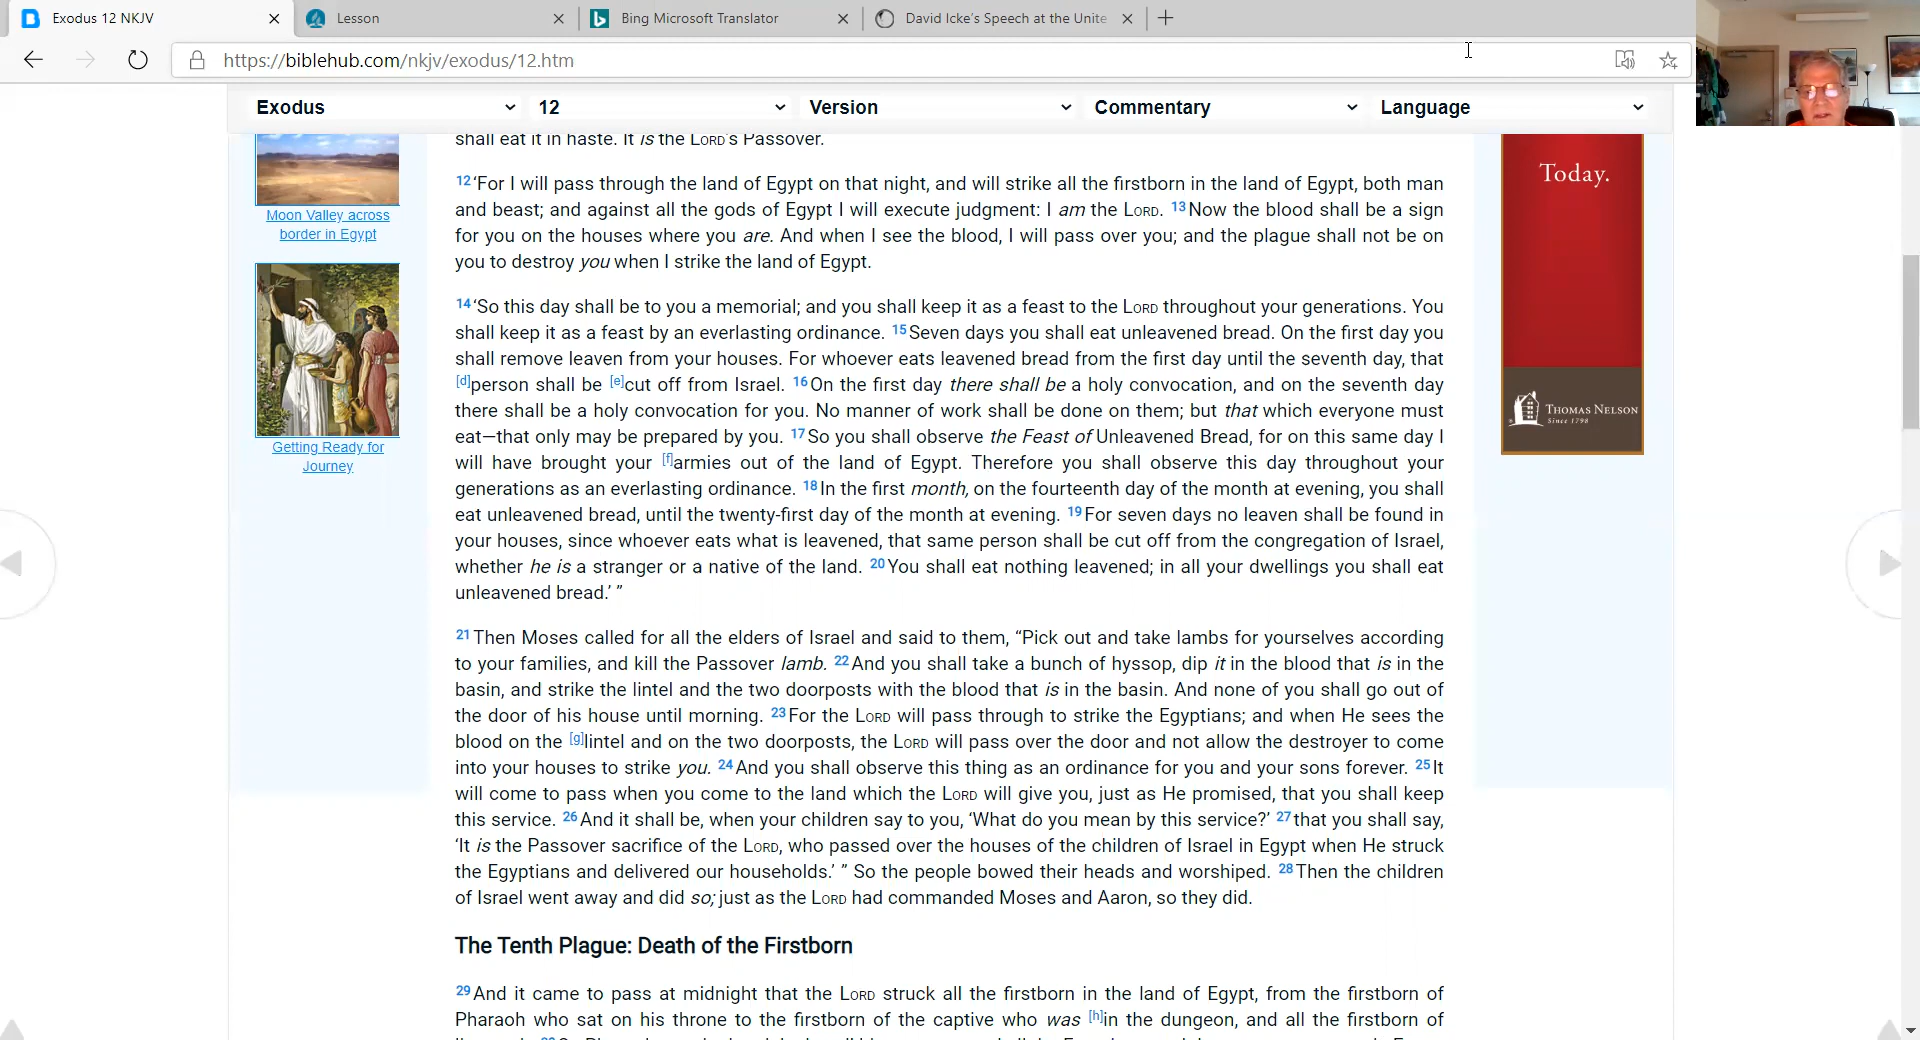 Exodus 12 NKJV
Lesson
Bing Microsoft Translator
David Icke's Speech at the Unite
https://biblehub.com/nkjv/exodus/12.htm
Exodus
12
Version
Commentary
Language
Moon Valley across
border in Egypt
Getting Ready for
Journey
shall eat it in haste. It is the LORD's Passover.
12‘For I will pass through the land of Egypt on that night, and will strike all the firstborn in the land of Egypt, both man
and beast; and against all the gods of Egypt I will execute judgment: I am the LORD. 13Now the blood shall be a sign
for you on the houses where you are. And when I see the blood, I will pass over you; and the plague shall not be on
you to destroy you when I strike the land of Egypt.
14‘So this day shall be to you a memorial; and you shall keep it as a feast to the LORD throughout your generations. You
shall keep it as a feast by an everlasting ordinance. 15Seven days you shall eat unleavened bread. On the first day you
shall remove leaven from your houses. For whoever eats leavened bread from the first day until the seventh day, that
[d]person shall be [e]cut off from Israel. 16On the first day there shall be a holy convocation, and on the seventh day
there shall be a holy convocation for you. No manner of work shall be done on them; but that which everyone must
eat—that only may be prepared by you. 17So you shall observe the Feast of Unleavened Bread, for on this same day I
will have brought your [f]armies out of the land of Egypt. Therefore you shall observe this day throughout your
generations as an everlasting ordinance. 18In the first month, on the fourteenth day of the month at evening, you shall
eat unleavened bread, until the twenty-first day of the month at evening. 19For seven days no leaven shall be found in
your houses, since whoever eats what is leavened, that same person shall be cut off from the congregation of Israel,
whether he is a stranger or a native of the land. 20You shall eat nothing leavened; in all your dwellings you shall eat
unleavened bread.’ ”
21Then Moses called for all the elders of Israel and said to them, “Pick out and take lambs for yourselves according
to your families, and kill the Passover lamb. 22And you shall take a bunch of hyssop, dip it in the blood that is in the
basin, and strike the lintel and the two doorposts with the blood that is in the basin. And none of you shall go out of
the door of his house until morning. 23For the LORD will pass through to strike the Egyptians; and when He sees the
blood on the [g]lintel and on the two doorposts, the LORD will pass over the door and not allow the destroyer to come
into your houses to strike you. 24And you shall observe this thing as an ordinance for you and your sons forever. 25It
will come to pass when you come to the land which the LORD will give you, just as He promised, that you shall keep
this service. 26And it shall be, when your children say to you, ‘What do you mean by this service?’ 27that you shall say,
‘It is the Passover sacrifice of the LORD, who passed over the houses of the children of Israel in Egypt when He struck
the Egyptians and delivered our households.’ ” So the people bowed their heads and worshiped. 28Then the children
of Israel went away and did so; just as the LORD had commanded Moses and Aaron, so they did.
The Tenth Plague: Death of the Firstborn
29And it came to pass at midnight that the LORD struck all the firstborn in the land of Egypt, from the firstborn of
Pharaoh who sat on his throne to the firstborn of the captive who was [h]in the dungeon, and all the firstborn of
Today.
THOMAS NELSON
Since 1798